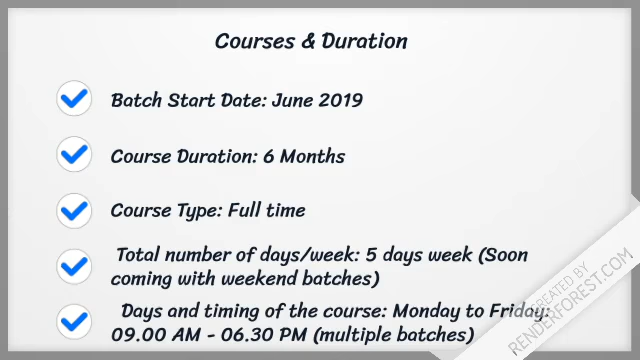 Courses & Duration
Batch Start Date: June 2019
Course Duration: 6 Months
Course Type: Full time
Total number of days/week: 5 days week (Soon
coming with weekend batches)
Days and timing of the course: Monday to Friday:
09.00 AM - 06.30 PM (multiple batches)
CREATED BY
RENDERFOREST.COM